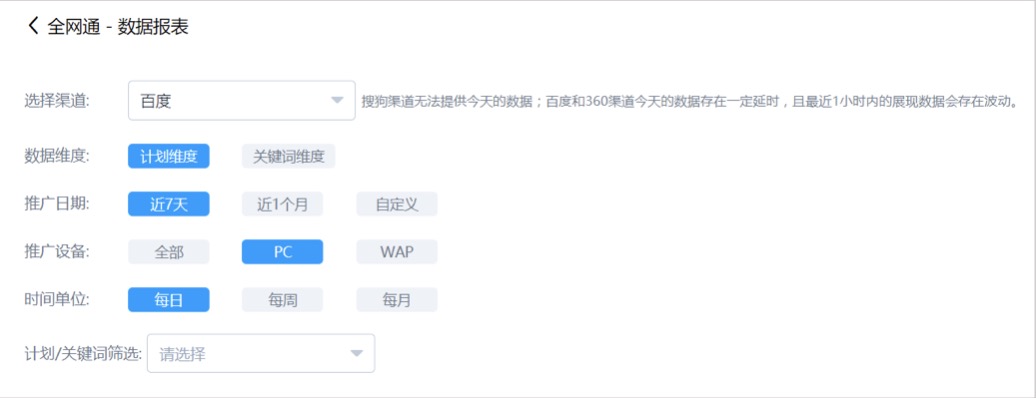 全网通 - 数据报表
选择渠道: 百度 搜狗渠道无法提供今天的数据；百度和360渠道今天的数据存在一定延时，且最近1小时内的展现数据会存在波动。
数据维度: 计划维度 关键词维度
推广日期: 近7天 近1个月 自定义
推广设备: 全部 PC WAP
时间单位: 每日 每周 每月
计划/关键词筛选: 请选择